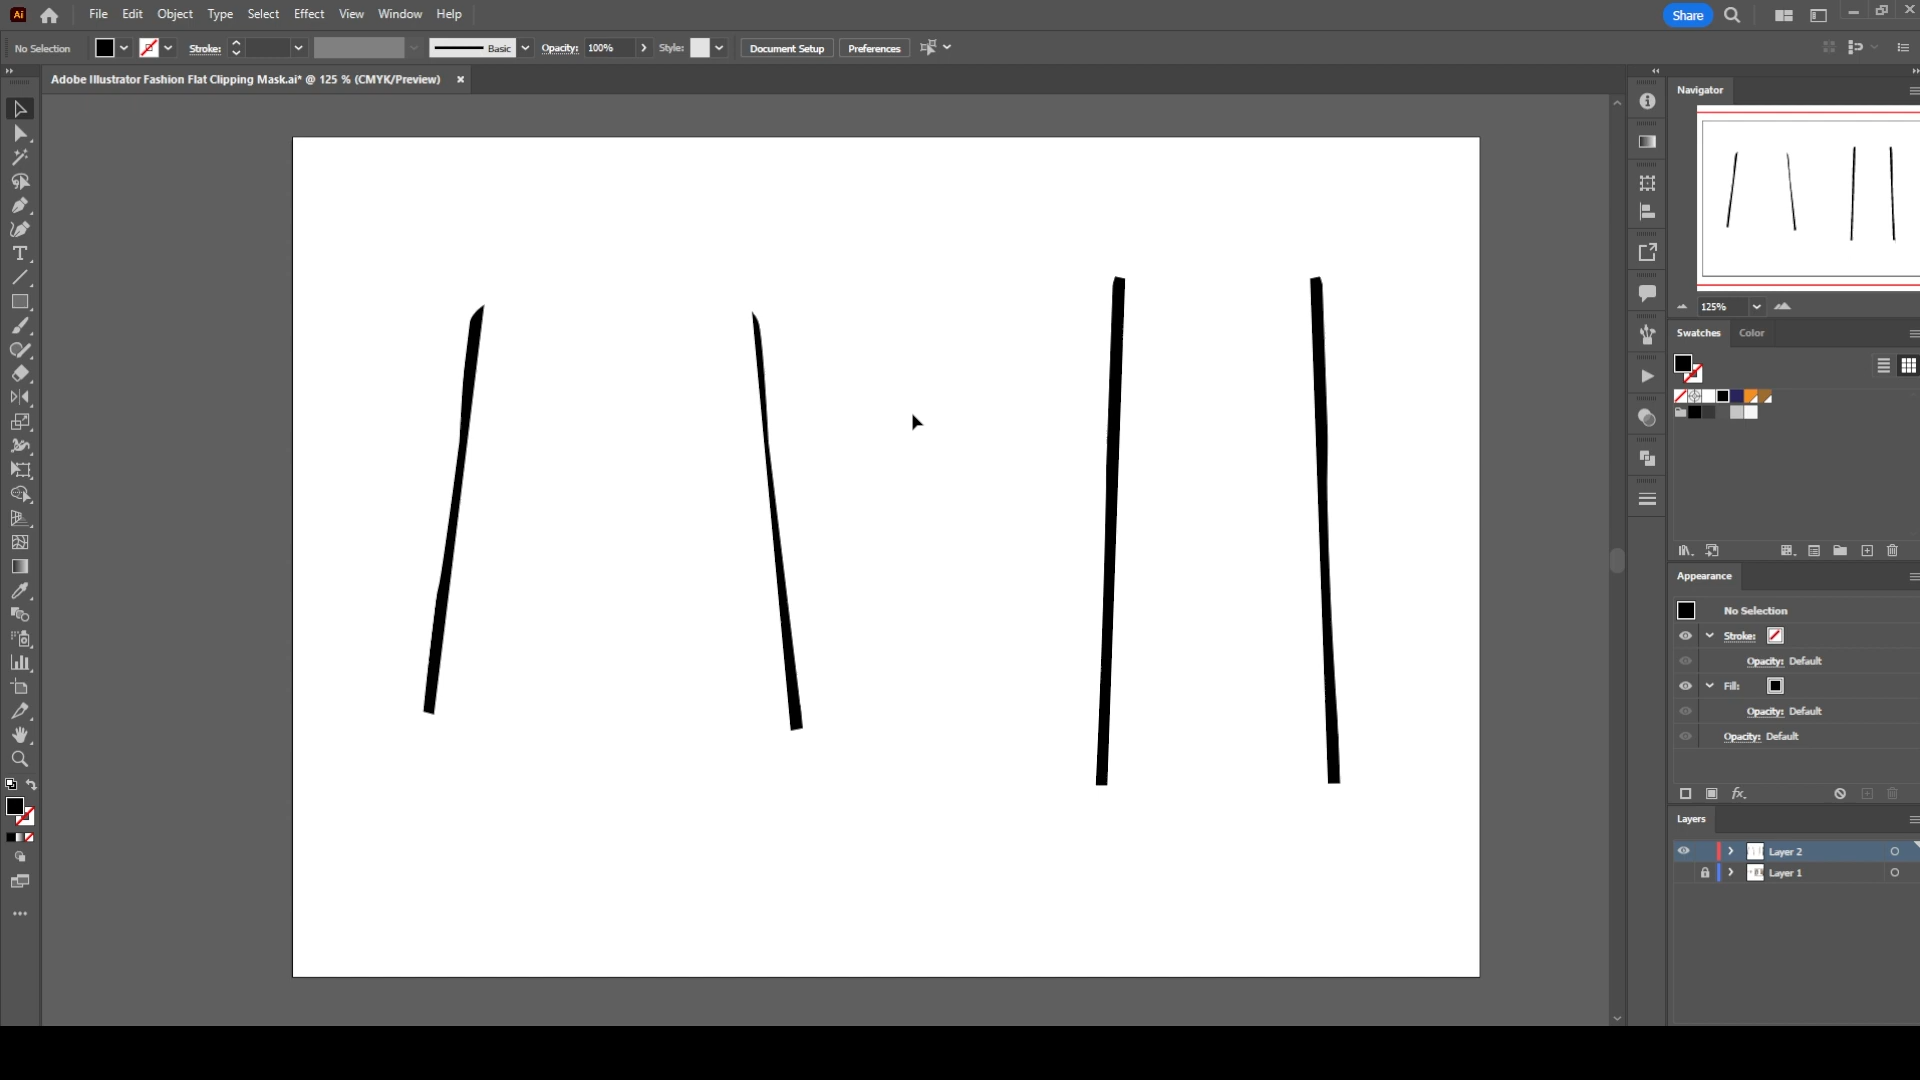 Ai File Edit Object Type Select Effect View Window Help Share
No Selection Stroke: Basic Opacity: 100% Style: Document Setup Preferences
Adobe Illustrator Fashion Flat Clipping Mask.ai* @ 125 % (CMYK/Preview) ×
Navigator
125%
Swatches Color
Appearance
No Selection
Stroke:
Opacity: Default
Fill:
Opacity: Default
Opacity: Default
fx.
Layers
Layer 2
Layer 1